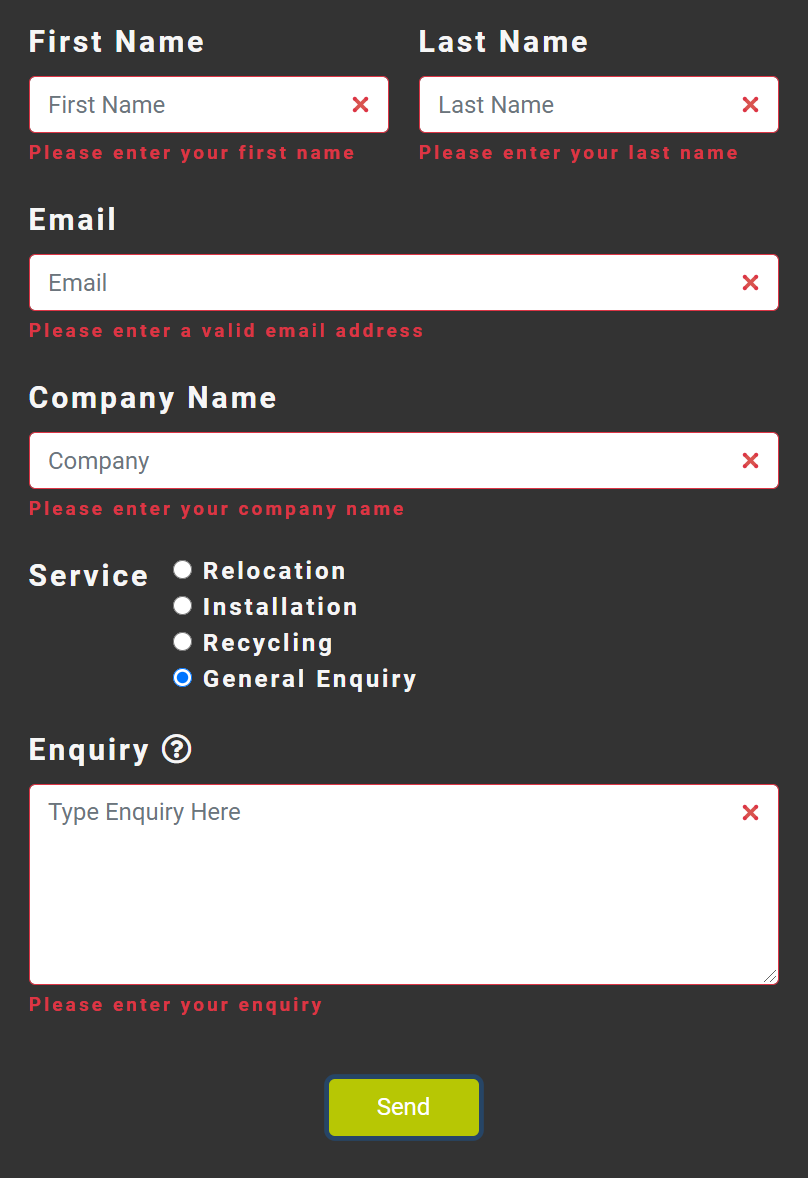 First Name Last Name
First Name Last Name
Please enter your first name Please enter your last name
Email
Email
Please enter a valid email address
Company Name
Company
Please enter your company name
Service
Relocation
Installation
Recycling
General Enquiry
Enquiry ?
Type Enquiry Here
Please enter your enquiry
Send